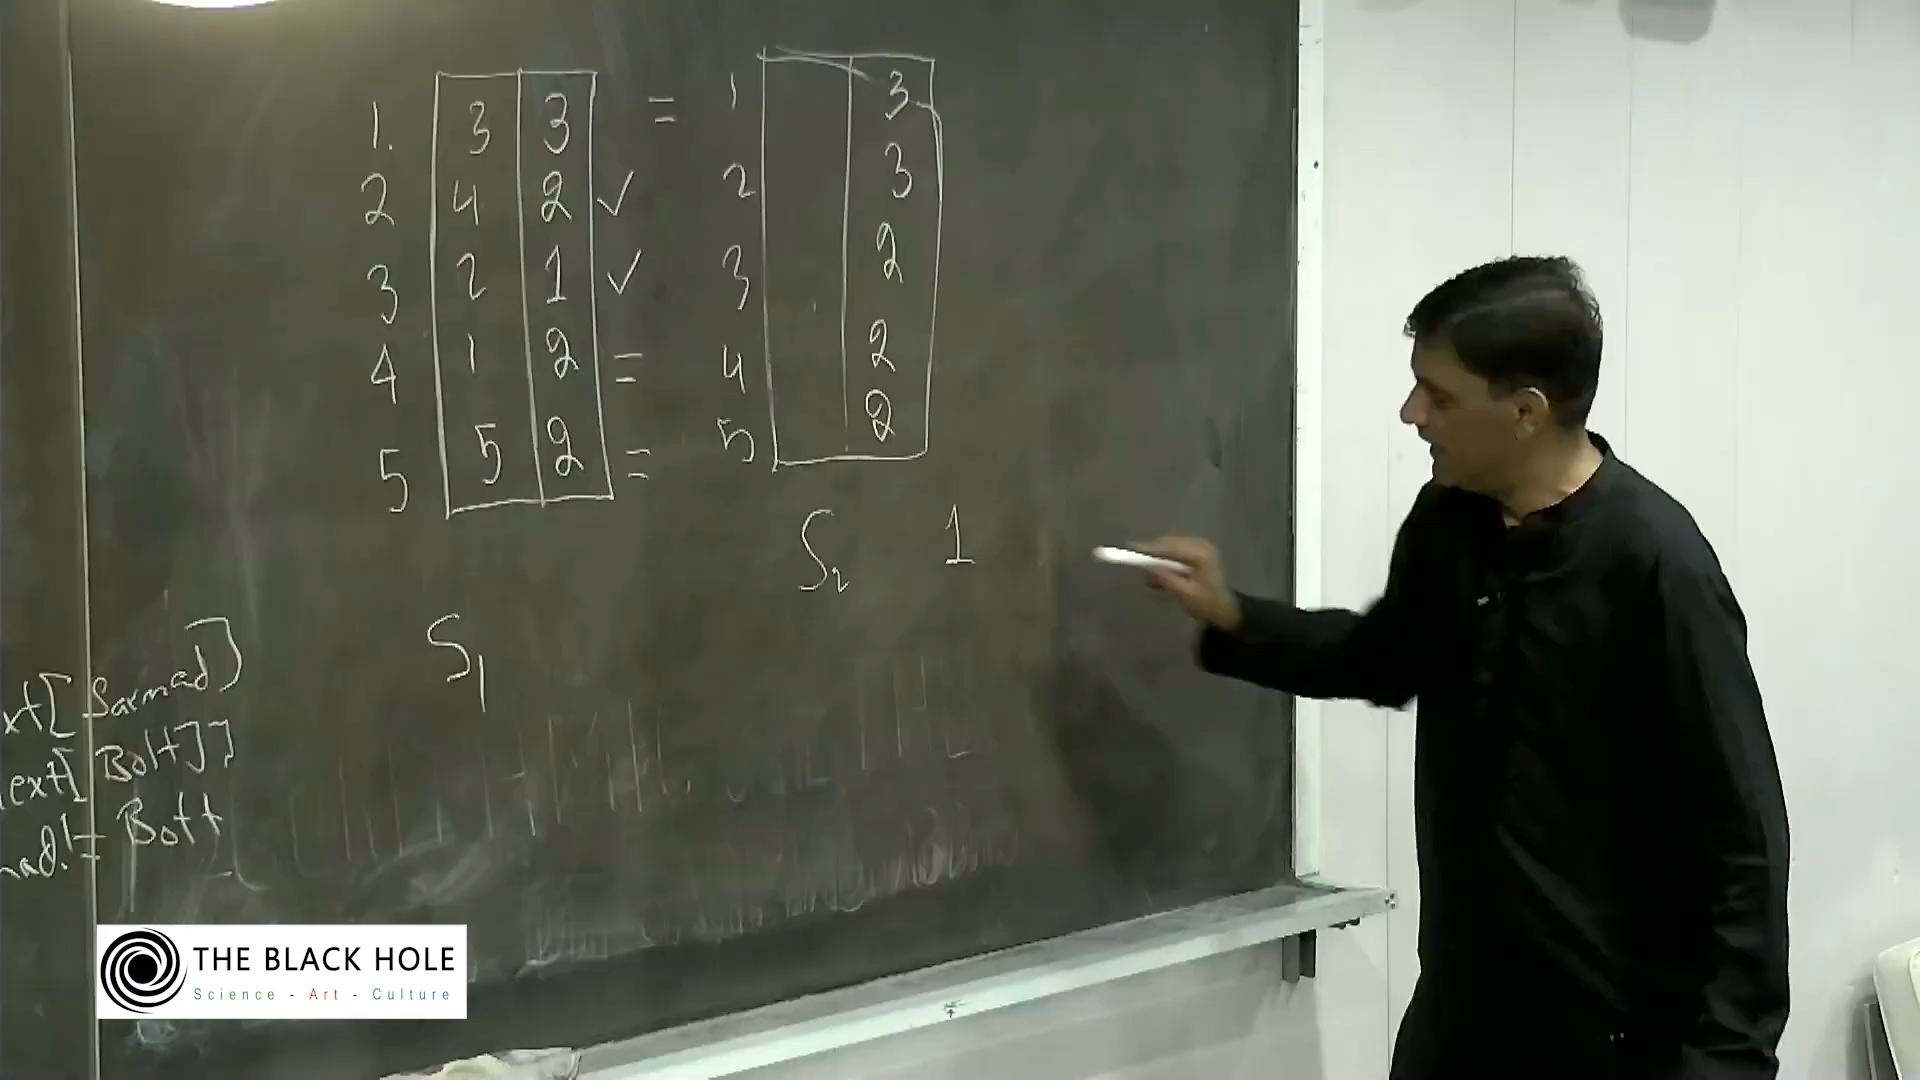 1. 3 3 = 1 3
2 4 2 ✓ 2 3
3 2 1 ✓ 3 2
4 1 2 = 4 2
5 5 2 = 5 2
S₂ 1
S₁
xt[Sarmad]
ext[Bolt]]
mad != Bott
THE BLACK HOLE
Science - Art - Culture